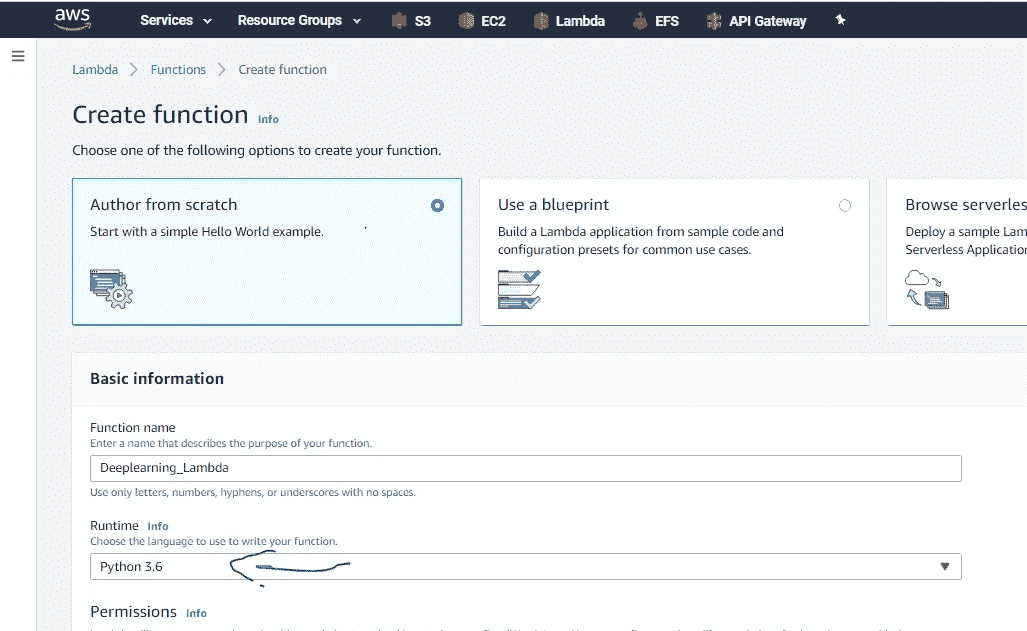 aws Services Resource Groups S3 EC2 Lambda EFS API Gateway
Lambda Functions Create function
Create function Info
Choose one of the following options to create your function.
Author from scratch
Start with a simple Hello World example.
Use a blueprint
Build a Lambda application from sample code and
configuration presets for common use cases.
Browse serverles
Deploy a sample Lam
Serverless Application
Basic information
Function name
Enter a name that describes the purpose of your function.
Deeplearning_Lambda
Use only letters, numbers, hyphens, or underscores with no spaces.
Runtime Info
Choose the language to use to write your function.
Python 3.6
Permissions Info